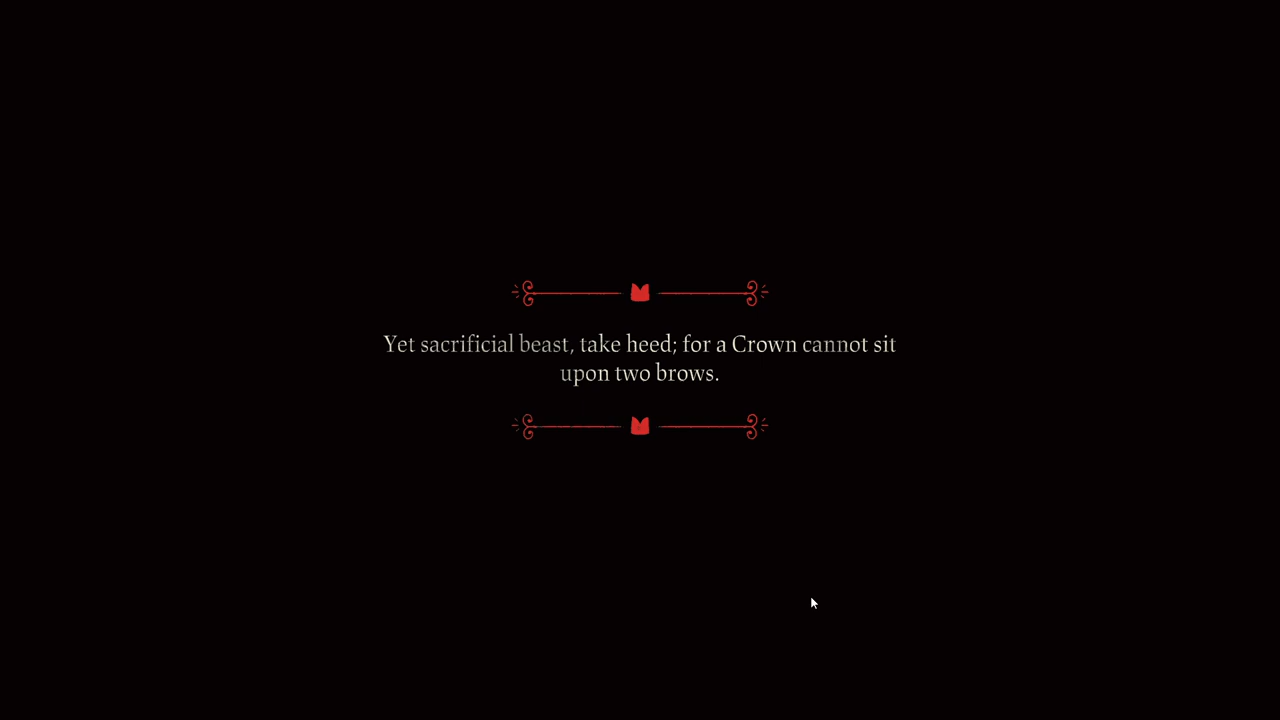 Yet sacrificial beast, take heed; for a Crown cannot sit
upon two brows.